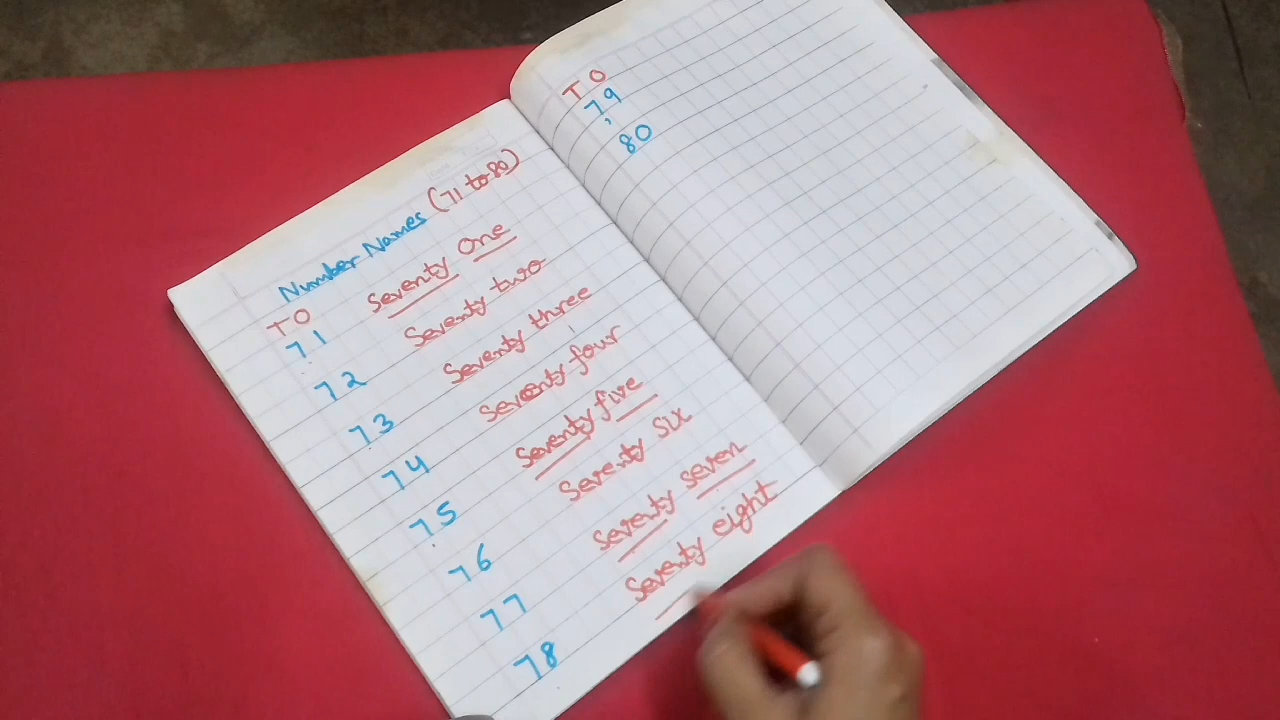 Number Names (71 to 80)
T O
71 Seventy One
72 Seventy two
73 Seventy three
74 Seventy four
75 Seventy five
76 Seventy six
77 Seventy seven
78 Seventy eight
T O
79
80